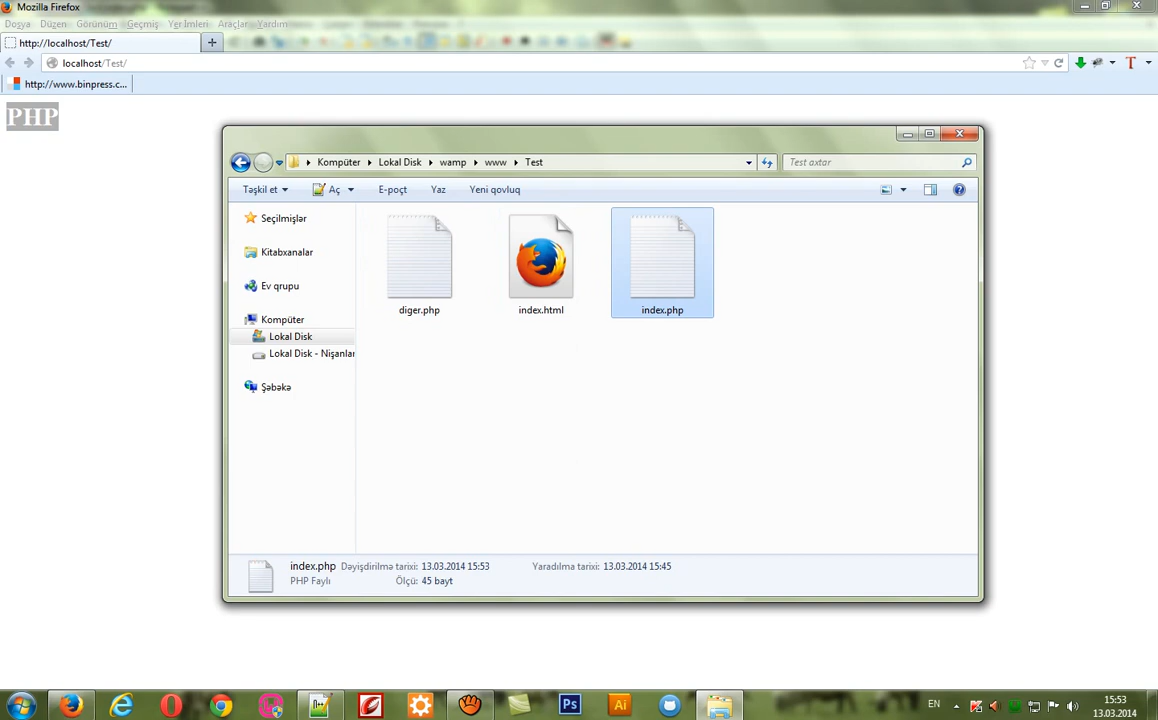 Mozilla Firefox
Dosya Düzen Görünüm Geçmiş Yer İmleri Araçlar Yardım
http://localhost/Test/
localhost/Test/
T
http://www.binpress.c...
PHP
Kompüter Lokal Disk wamp www Test
Test axtar
Təşkil et Aç E-poçt Yaz Yeni qovluq
Seçilmişlər
Kitabxanalar
Ev qrupu
Kompüter
Lokal Disk
Lokal Disk - Nişanlar
Şəbəkə
diger.php index.html index.php
index.php Dəyişdirilmə tarixi: 13.03.2014 15:53 Yaradılma tarixi: 13.03.2014 15:45
PHP Faylı Ölçü: 45 bayt
Ps Ai
EN
15:53
13.03.2014